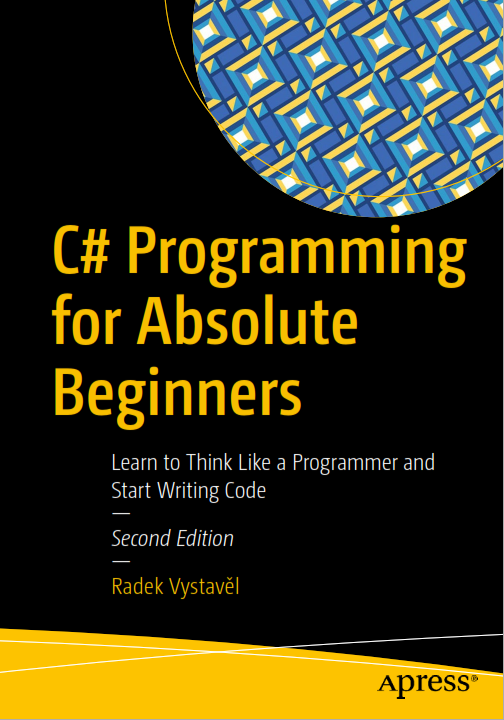 C# Programming
for Absolute
Beginners
Learn to Think Like a Programmer and
Start Writing Code
—
Second Edition
—
Radek Vystavěl
Apress®